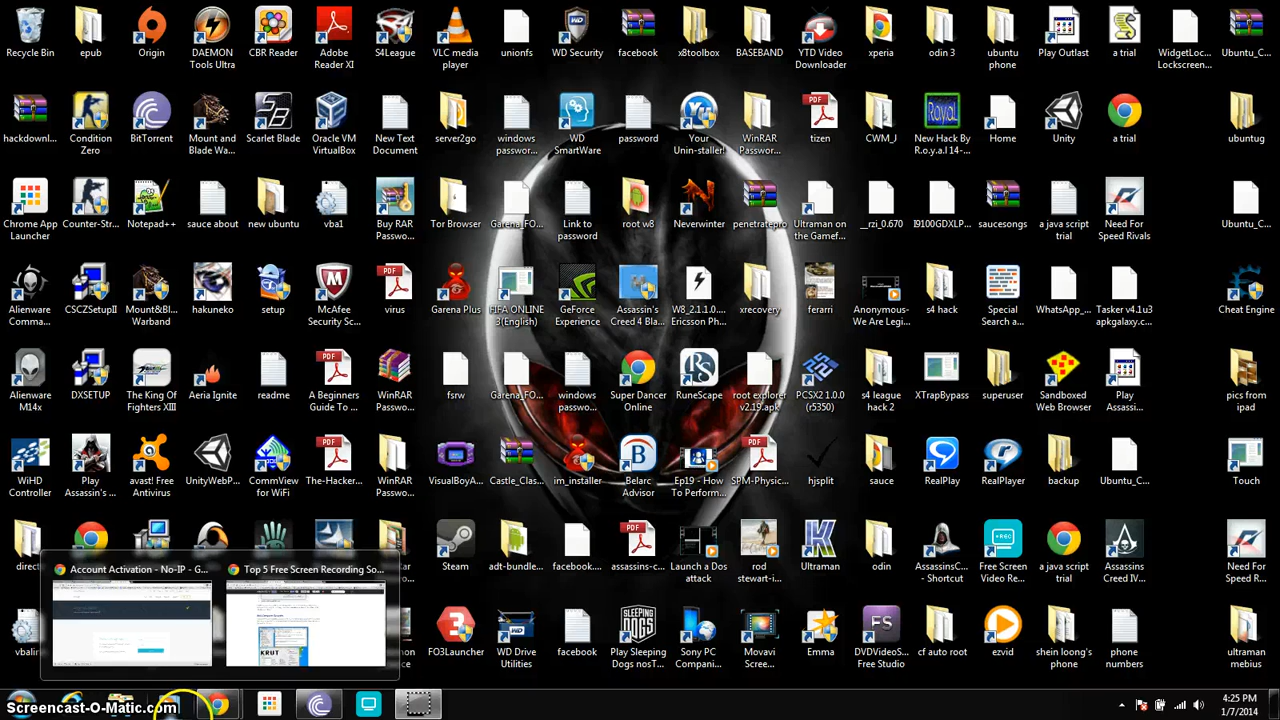 Recycle Bin
epub
Origin
DAEMON Tools Ultra
CBR Reader
Adobe Reader XI
S4League
VLC media player
unionfs
WD Security
facebook
x8toolbox
BASEBAND
YTD Video Downloader
xperia
odin 3
ubuntu phone
Play Outlast
a trial
WidgetLoc... Lockscreen...
Ubuntu_C...
hackdownl...
Condition Zero
BitTorrent
Mount and Blade Wa...
Scarlet Blade
Oracle VM VirtualBox
New Text Document
server2go
windows passwor...
WD SmartWare
password
Your Unin-staller!
WinRAR Passwor...
tizen
CWM_J
New Hack By R.o.y.a.l 14-...
Home
Unity
a trial
ubuntug
Chrome App Launcher
Counter-Str...
Notepad++
sauce about
new ubuntu
vba1
Buy RAR Passwo...
Tor Browser
Garena_FO...
Link to password
root w8
Neverwinter
penetratepro
Ultraman on the Gamef...
__rzi_0.670
I9100GDXLP...
saucesongs
a java script trial
Need For Speed Rivals
Ubuntu_C...
Alienware Comma...
CSCZSetupII
Mount&Bl... Warband
hakuneko
setup
McAfee Security Sc...
virus
Garena Plus
FIFA ONLINE 3(English)
GeForce Experience
Assassin's Creed 4 Bla...
W8_2.1.1.0... Ericsson Ph...
xrecovery
ferarri
Anonymous- We Are Legi...
s4 hack
Special Search a...
WhatsApp_...
Tasker v4.1u3 apkgalaxy.c...
Cheat Engine
Alienware M14x
DXSETUP
The King Of Fighters XIII
Aeria Ignite
readme
A Beginners Guide To ...
WinRAR Passwo...
fsrw
Garena_FO...
windows passwo...
Super Dancer Online
RuneScape
root explorer v2.19.apk
PCSX2 1.0.0 (r5350)
s4 league hack 2
XTrapBypass
superuser
Sandboxed Web Browser
Play Assassi...
pics from ipad
WiHD Controller
Play Assassin's ...
avast! Free Antivirus
UnityWebP...
CommView for WiFi
The-Hacker...
WinRAR Passwo...
VisualBoyA...
Castle_Clas...
im_installer
Belarc Advisor
Ep19 - How To Perform...
SPM-Physic...
hjsplit
sauce
RealPlay
RealPlayer
backup
Ubuntu_C...
Touch
Steam
adt-bundle...
facebook...
assassins-c...
Launch a Dos attack
rod stewart-i...
Ultraman
odin
AssassinsC... - Shortcut
Free Screen Video Re...
a java script trial
Assassins Creed IV...
Need For Speed R...
Account Activation - No-IP - G...
Top 5 Free Screen Recording So...
FO3Launcher
WD Drive Utilities
facebook
Play Sleeping Dogs nosT...
Sony PC Compani...
Movavi Scree...
Emma
DVDVideoS... Free Studio
cf auto root
ezvid
shein loong's phone
phone numbers
ultraman mebius
Screencast-O-Matic.com
4:25 PM
1/7/2014